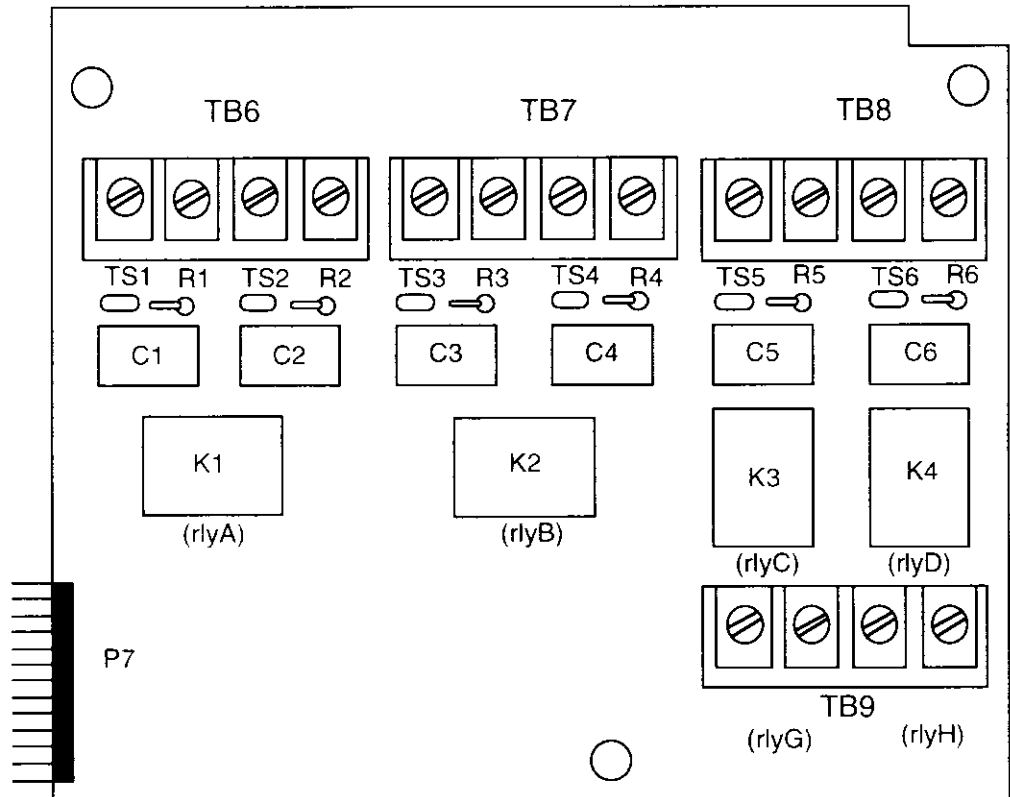 TB6 TB7 TB8
TS1 R1 TS2 R2 TS3 R3 TS4 R4 TS5 R5 TS6 R6
C1 C2 C3 C4 C5 C6
K1 K2 K3 K4
(rlyA) (rlyB) (rlyC) (rlyD)
P7
TB9
(rlyG) (rlyH)